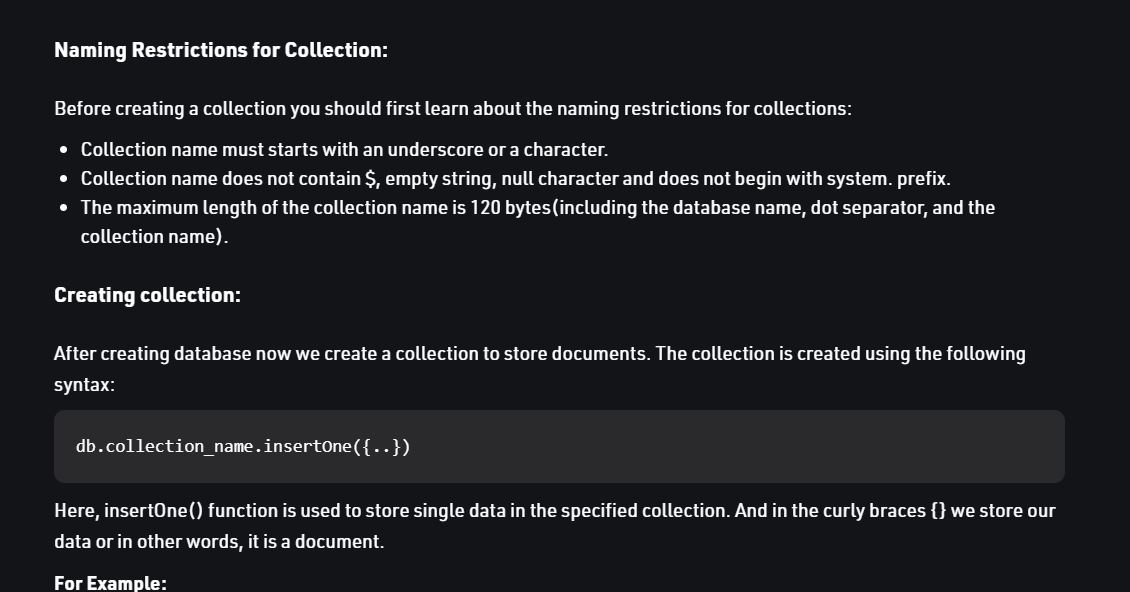 Naming Restrictions for Collection:
Before creating a collection you should first learn about the naming restrictions for collections:
• Collection name must starts with an underscore or a character.
• Collection name does not contain $, empty string, null character and does not begin with system. prefix.
• The maximum length of the collection name is 120 bytes(including the database name, dot separator, and the
collection name).
Creating collection:
After creating database now we create a collection to store documents. The collection is created using the following
syntax:
db.collection_name.insertOne({..})
Here, insertOne() function is used to store single data in the specified collection. And in the curly braces {} we store our
data or in other words, it is a document.
For Example: